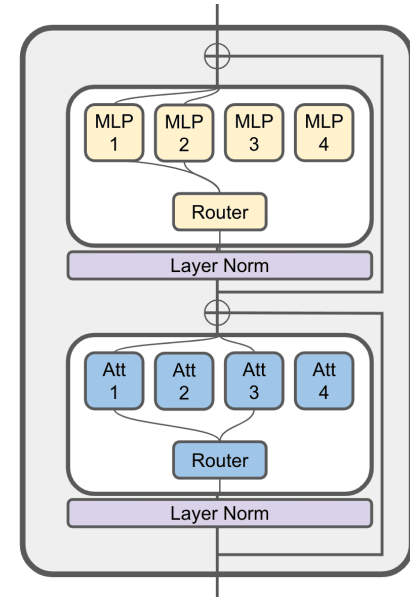 MLP
1
MLP
2
MLP
3
MLP
4
Router
Layer Norm
Att
1
Att
2
Att
3
Att
4
Router
Layer Norm